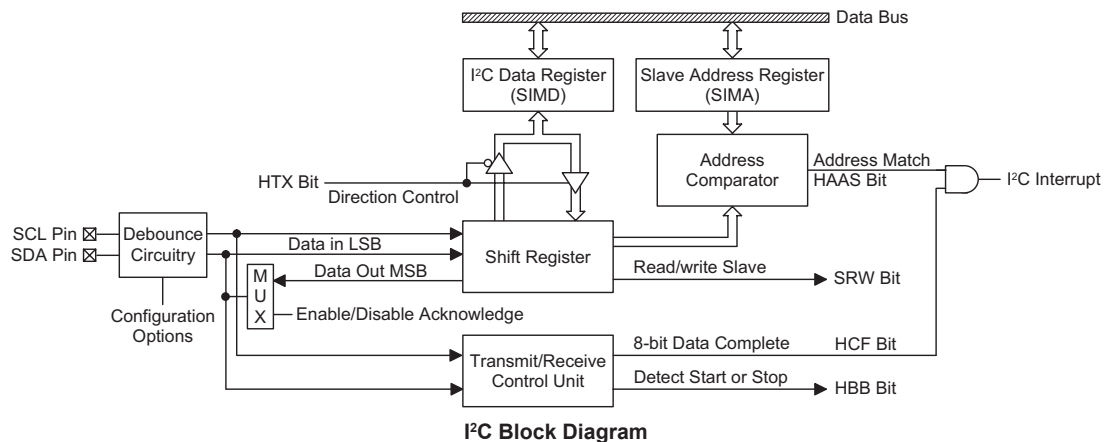 Data Bus
I²C Data Register
(SIMD)
Slave Address Register
(SIMA)
HTX Bit
Direction Control
Address
Comparator
Address Match
HAAS Bit
I²C Interrupt
SCL Pin
SDA Pin
Debounce
Circuitry
Data in LSB
Shift Register
Read/write Slave
SRW Bit
Data Out MSB
M
U
X
Enable/Disable Acknowledge
Configuration
Options
Transmit/Receive
Control Unit
8-bit Data Complete
HCF Bit
Detect Start or Stop
HBB Bit
I²C Block Diagram